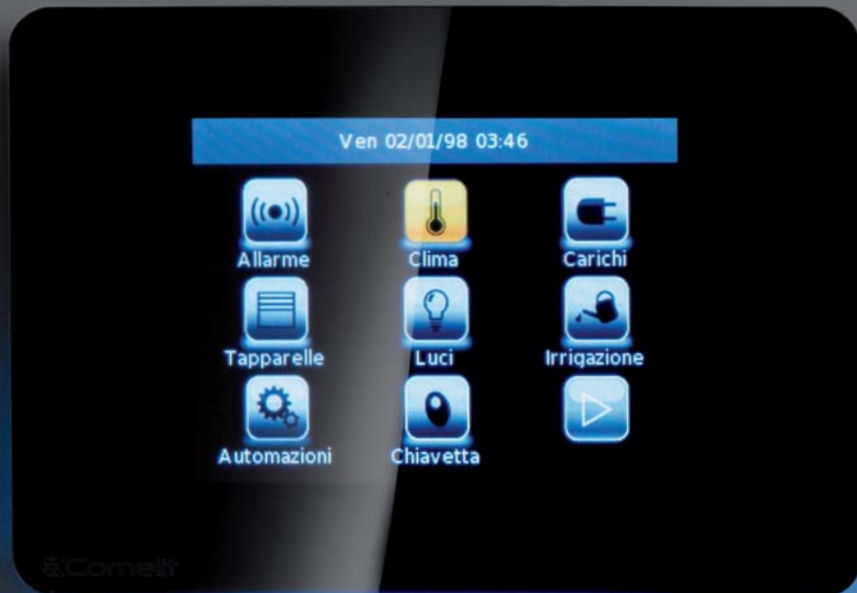 Ven 02/01/98 03:46
Allarme Clima Carichi
Tapparelle Luci Irrigazione
Automazioni Chiavetta
Comelit